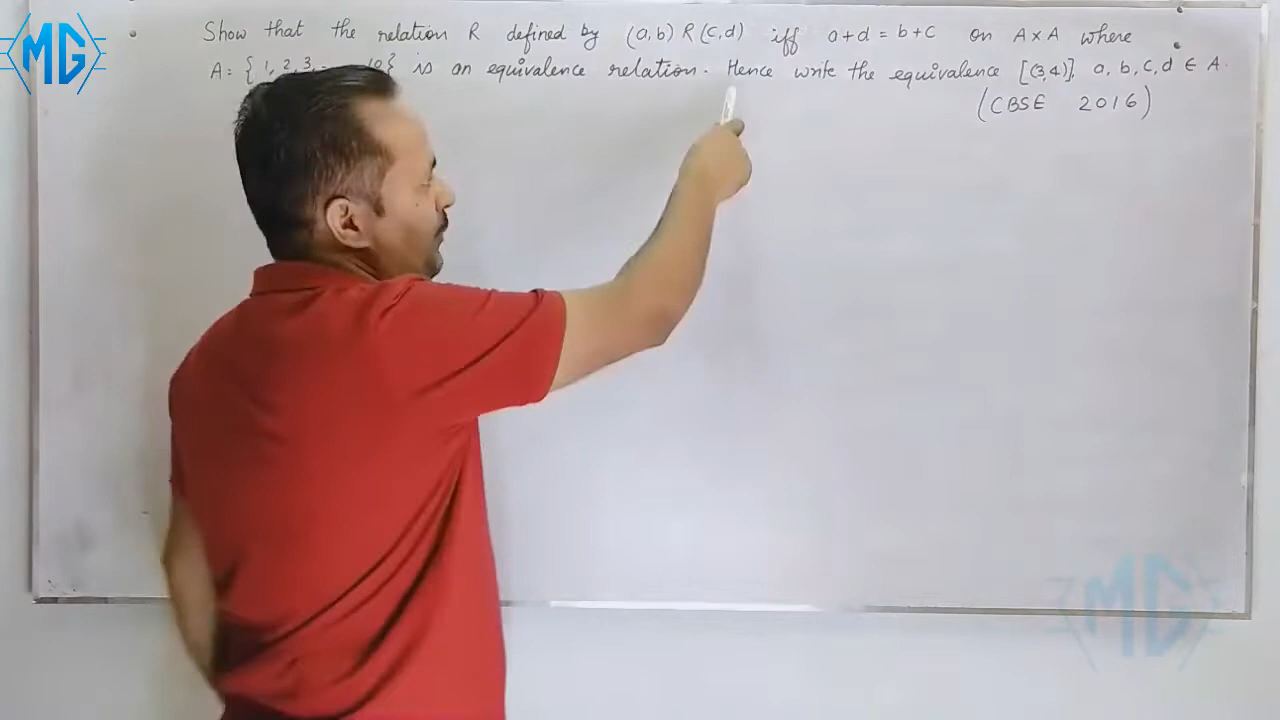 MG
Show that the relation R defined by (a,b) R (c,d) iff a+d = b+c on A×A where
A = { 1, 2, 3, - - - 10} is an equivalence relation. Hence write the equivalence [(3,4)], a, b, c, d ∈ A.
(CBSE 2016)
MG